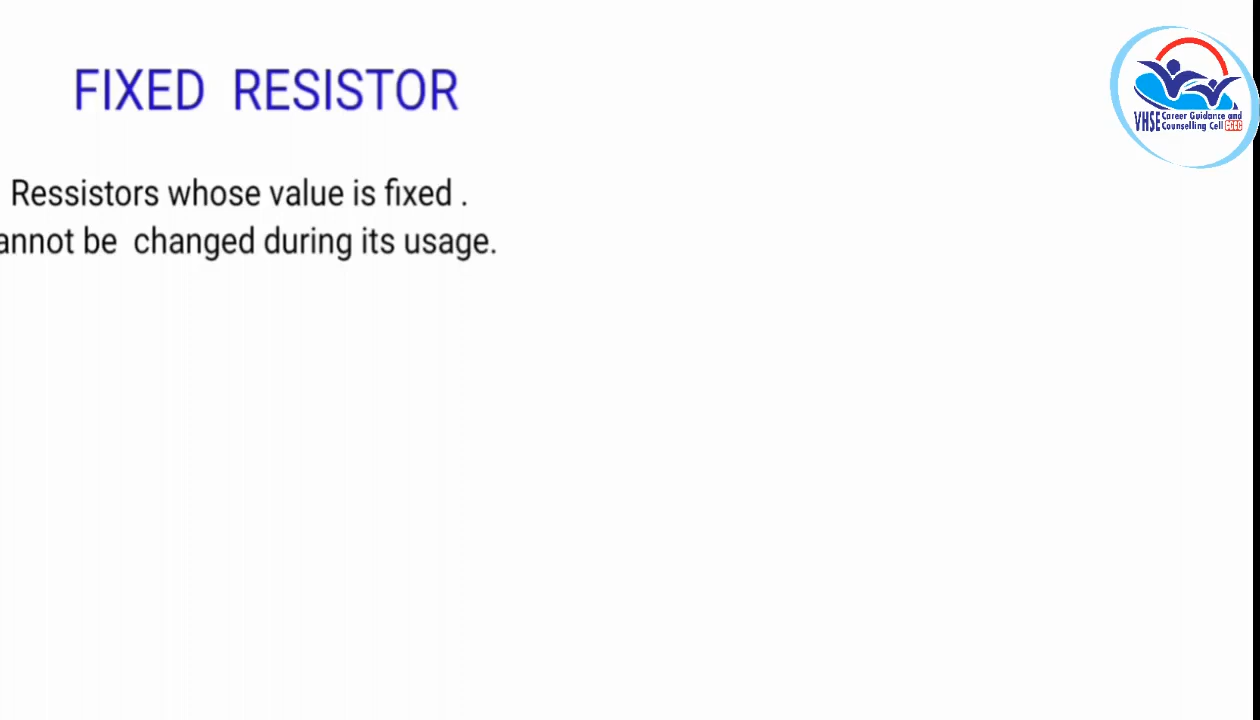 FIXED RESISTOR
Ressistors whose value is fixed .
annot be changed during its usage.
VHSE Career Guidance and
Counselling Cell CGCC